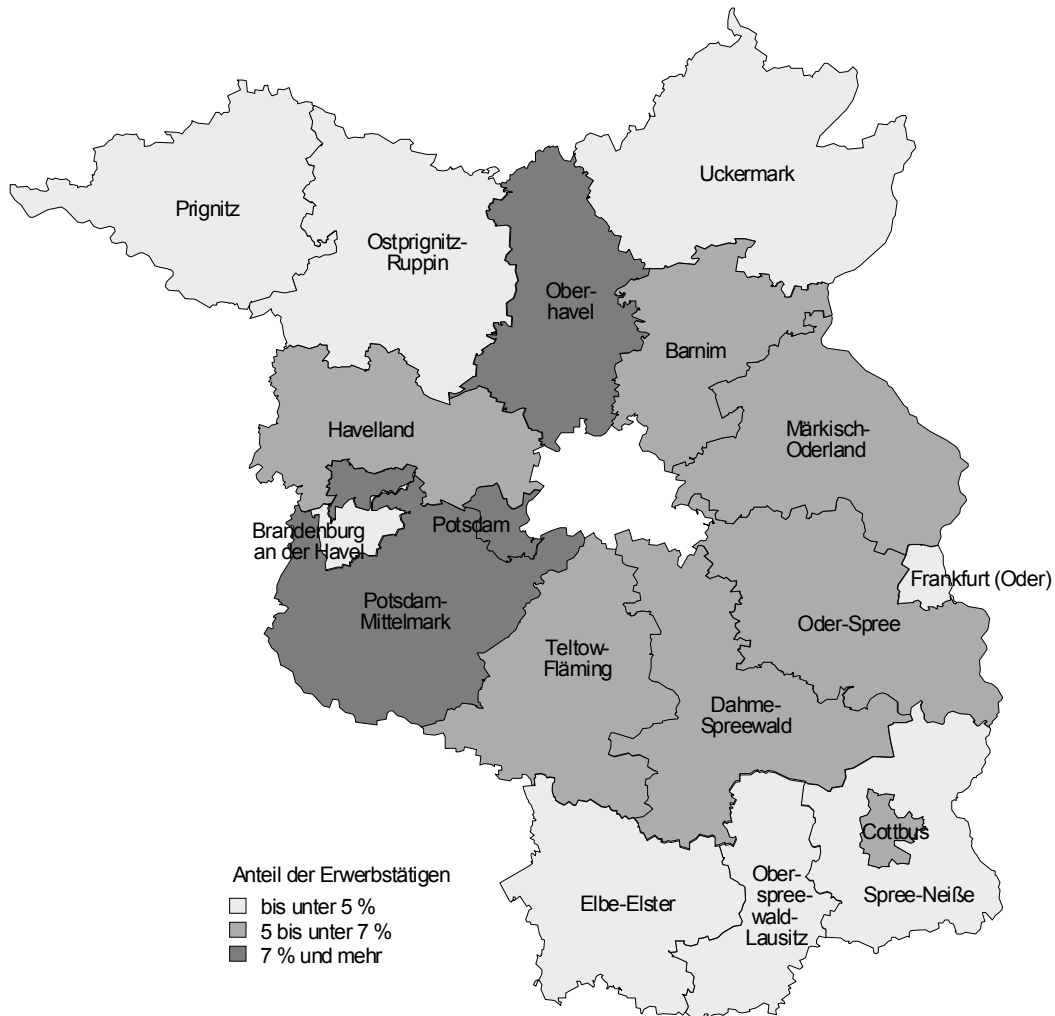 Uckermark
Prignitz
Ostprignitz-
Ruppin
Ober-
havel
Barnim
Havelland
Märkisch-
Oderland
Brandenburg
an der Havel
Potsdam
Frankfurt (Oder)
Potsdam-
Mittelmark
Oder-Spree
Teltow-
Fläming
Dahme-
Spreewald
Cottbus
Spree-Neiße
Elbe-Elster
Ober-
spree-
wald-
Lausitz
Anteil der Erwerbstätigen
bis unter 5 %
5 bis unter 7 %
7 % und mehr